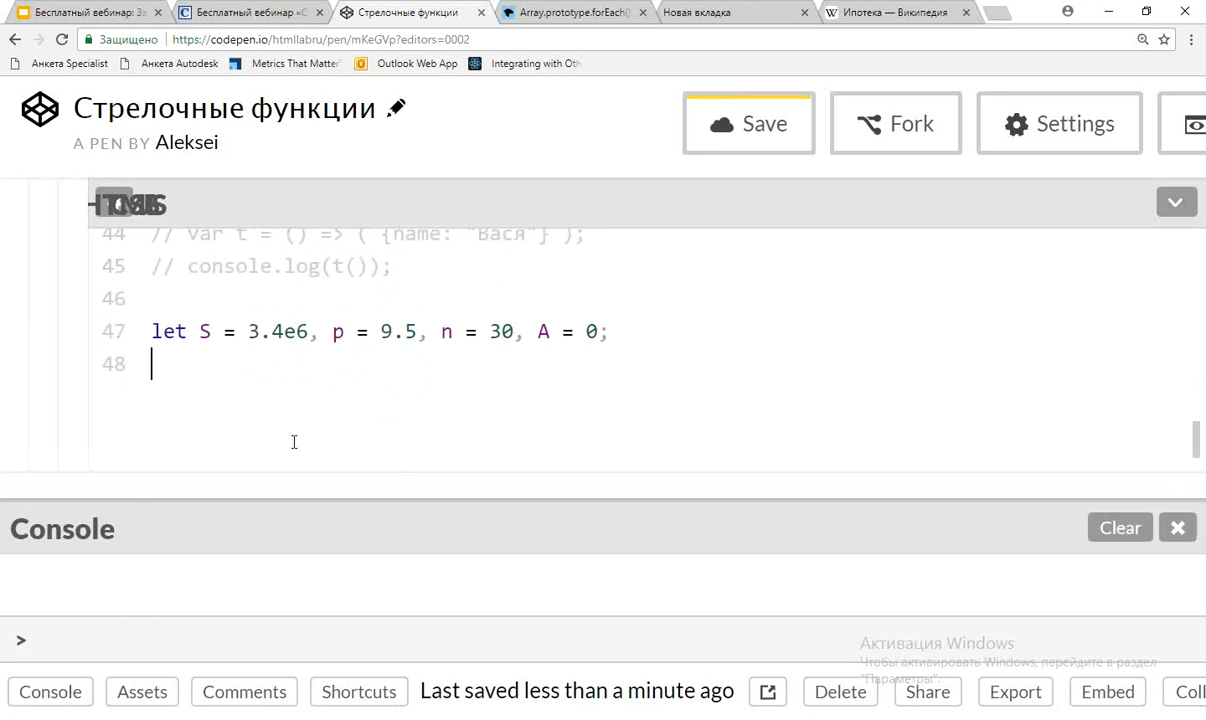 Бесплатный вебинар: За
Бесплатный вебинар «С
Стрелочные функции
Array.prototype.forEach()
Новая вкладка
Ипотека — Википедия
Защищено
https://codepen.io/htmllabru/pen/mKeGVp?editors=0002
Анкета Specialist
Анкета Autodesk
Metrics That Matter
Outlook Web App
Integrating with Oth
Стрелочные функции
A PEN BY Aleksei
Save
Fork
Settings
44 // var t = () => ( {name: "Вася"} );
45 // console.log(t());
46
47 let S = 3.4e6, p = 9.5, n = 30, A = 0;
48
Console
Clear
>
Активация Windows
Чтобы активировать Windows, перейдите в раздел
"Параметры".
Console
Assets
Comments
Shortcuts
Last saved less than a minute ago
Delete
Share
Export
Embed
Coll